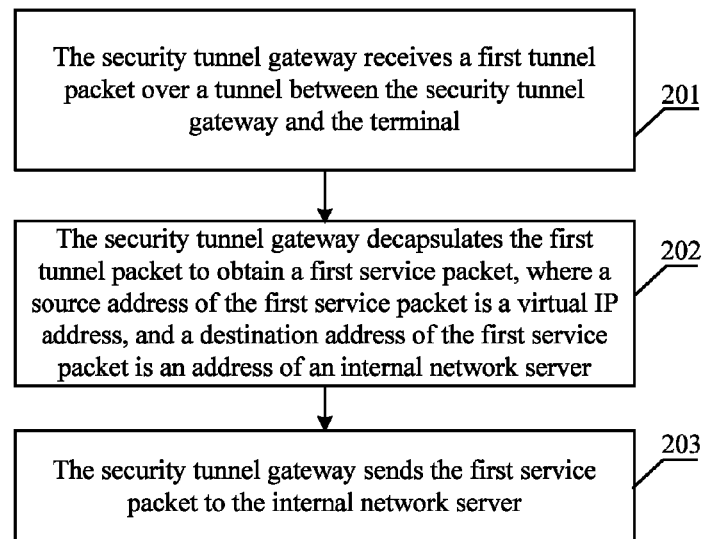 The security tunnel gateway receives a first tunnel
packet over a tunnel between the security tunnel
gateway and the terminal
201
The security tunnel gateway decapsulates the first
tunnel packet to obtain a first service packet, where a
source address of the first service packet is a virtual IP
address, and a destination address of the first service
packet is an address of an internal network server
202
The security tunnel gateway sends the first service
packet to the internal network server
203